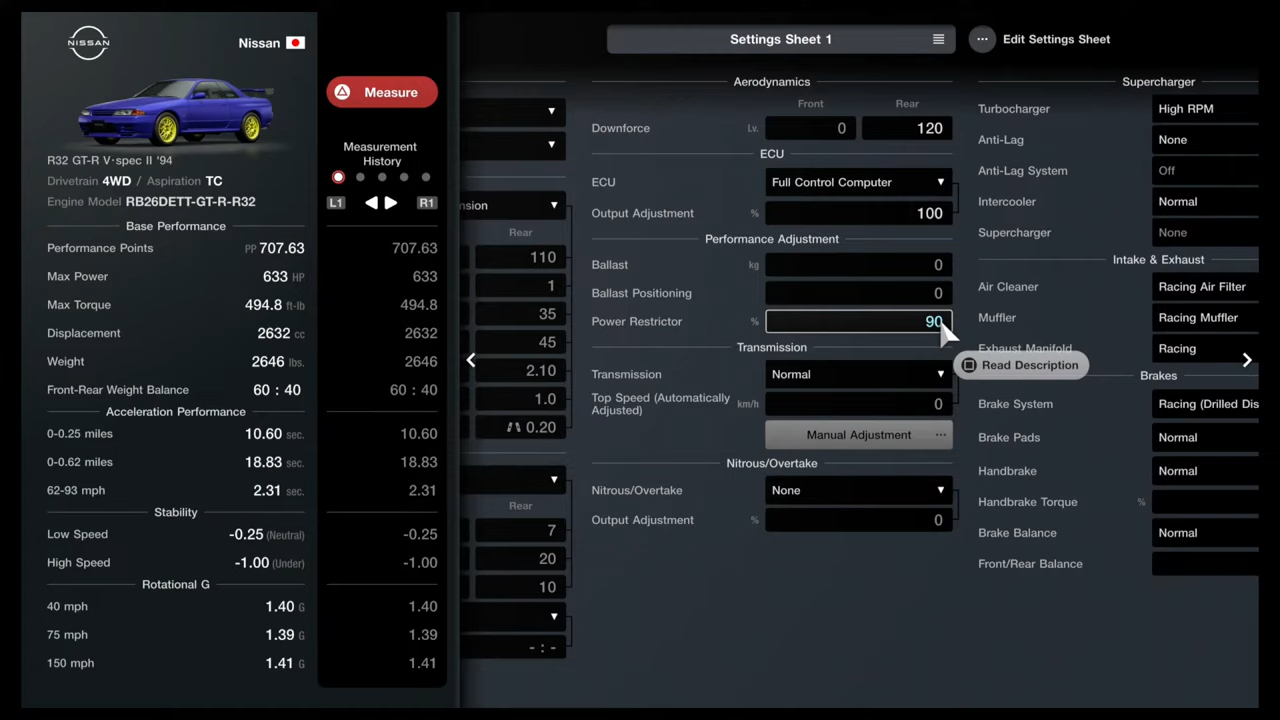 NISSAN
Nissan
R32 GT-R V·spec II '94
Drivetrain 4WD / Aspiration TC
Engine Model RB26DETT-GT-R-R32
Base Performance
Performance Points PP 707.63
Max Power 633 HP
Max Torque 494.8 ft-lb
Displacement 2632 cc
Weight 2646 lbs.
Front-Rear Weight Balance 60 : 40
Acceleration Performance
0-0.25 miles 10.60 sec.
0-0.62 miles 18.83 sec.
62-93 mph 2.31 sec.
Stability
Low Speed -0.25 (Neutral)
High Speed -1.00 (Under)
Rotational G
40 mph 1.40 G
75 mph 1.39 G
150 mph 1.41 G
Measure
Measurement
History
L1 R1
707.63
633
494.8
2632
2646
60 : 40
10.60
18.83
2.31
-0.25
-1.00
1.40
1.39
1.41
Settings Sheet 1
Edit Settings Sheet
nsion
Rear
110
1
35
45
2.10
1.0
0.20
Rear
7
20
10
- : -
Aerodynamics
Front Rear
Downforce Lv. 0 120
ECU
ECU Full Control Computer
Output Adjustment % 100
Performance Adjustment
Ballast kg 0
Ballast Positioning 0
Power Restrictor % 90
Transmission
Transmission Normal
Top Speed (Automatically
Adjusted) km/h 0
Manual Adjustment
Nitrous/Overtake
Nitrous/Overtake None
Output Adjustment % 0
Supercharger
Turbocharger High RPM
Anti-Lag None
Anti-Lag System Off
Intercooler Normal
Supercharger None
Intake & Exhaust
Air Cleaner Racing Air Filter
Muffler Racing Muffler
Exhaust Manifold Racing
Read Description
Brakes
Brake System Racing (Drilled Dis
Brake Pads Normal
Handbrake Normal
Handbrake Torque %
Brake Balance Normal
Front/Rear Balance